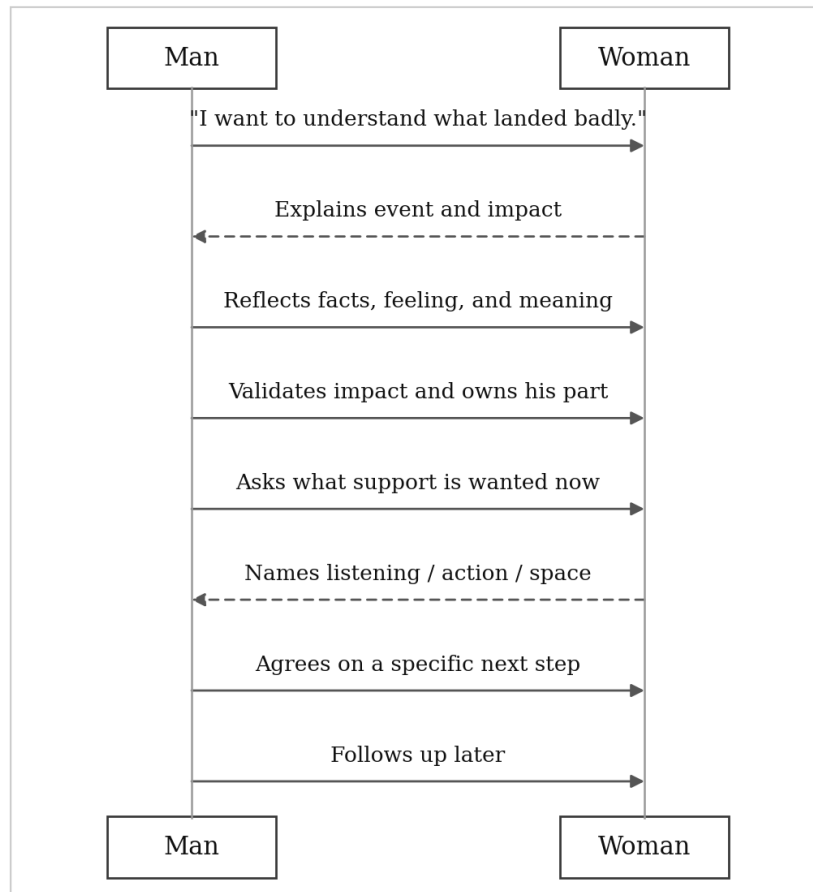 Man
Woman
"I want to understand what landed badly."
Explains event and impact
Reflects facts, feeling, and meaning
Validates impact and owns his part
Asks what support is wanted now
Names listening / action / space
Agrees on a specific next step
Follows up later
Man
Woman